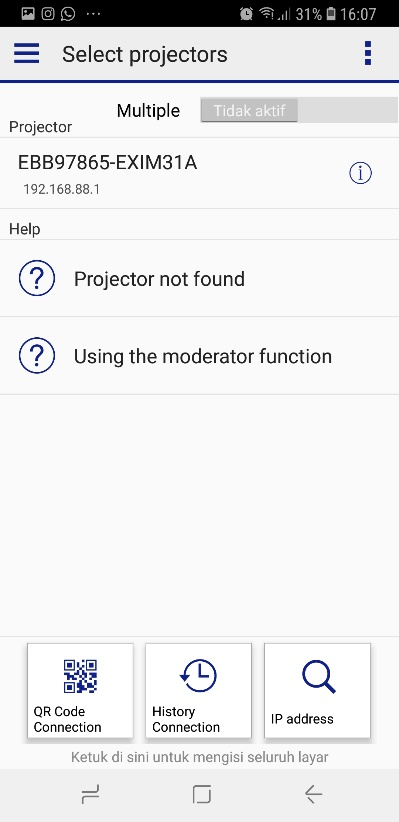 31% 16:07
Select projectors
Multiple Tidak aktif
Projector
EBB97865-EXIM31A
192.168.88.1
Help
Projector not found
Using the moderator function
QR Code
Connection
History
Connection
IP address
Ketuk di sini untuk mengisi seluruh layar